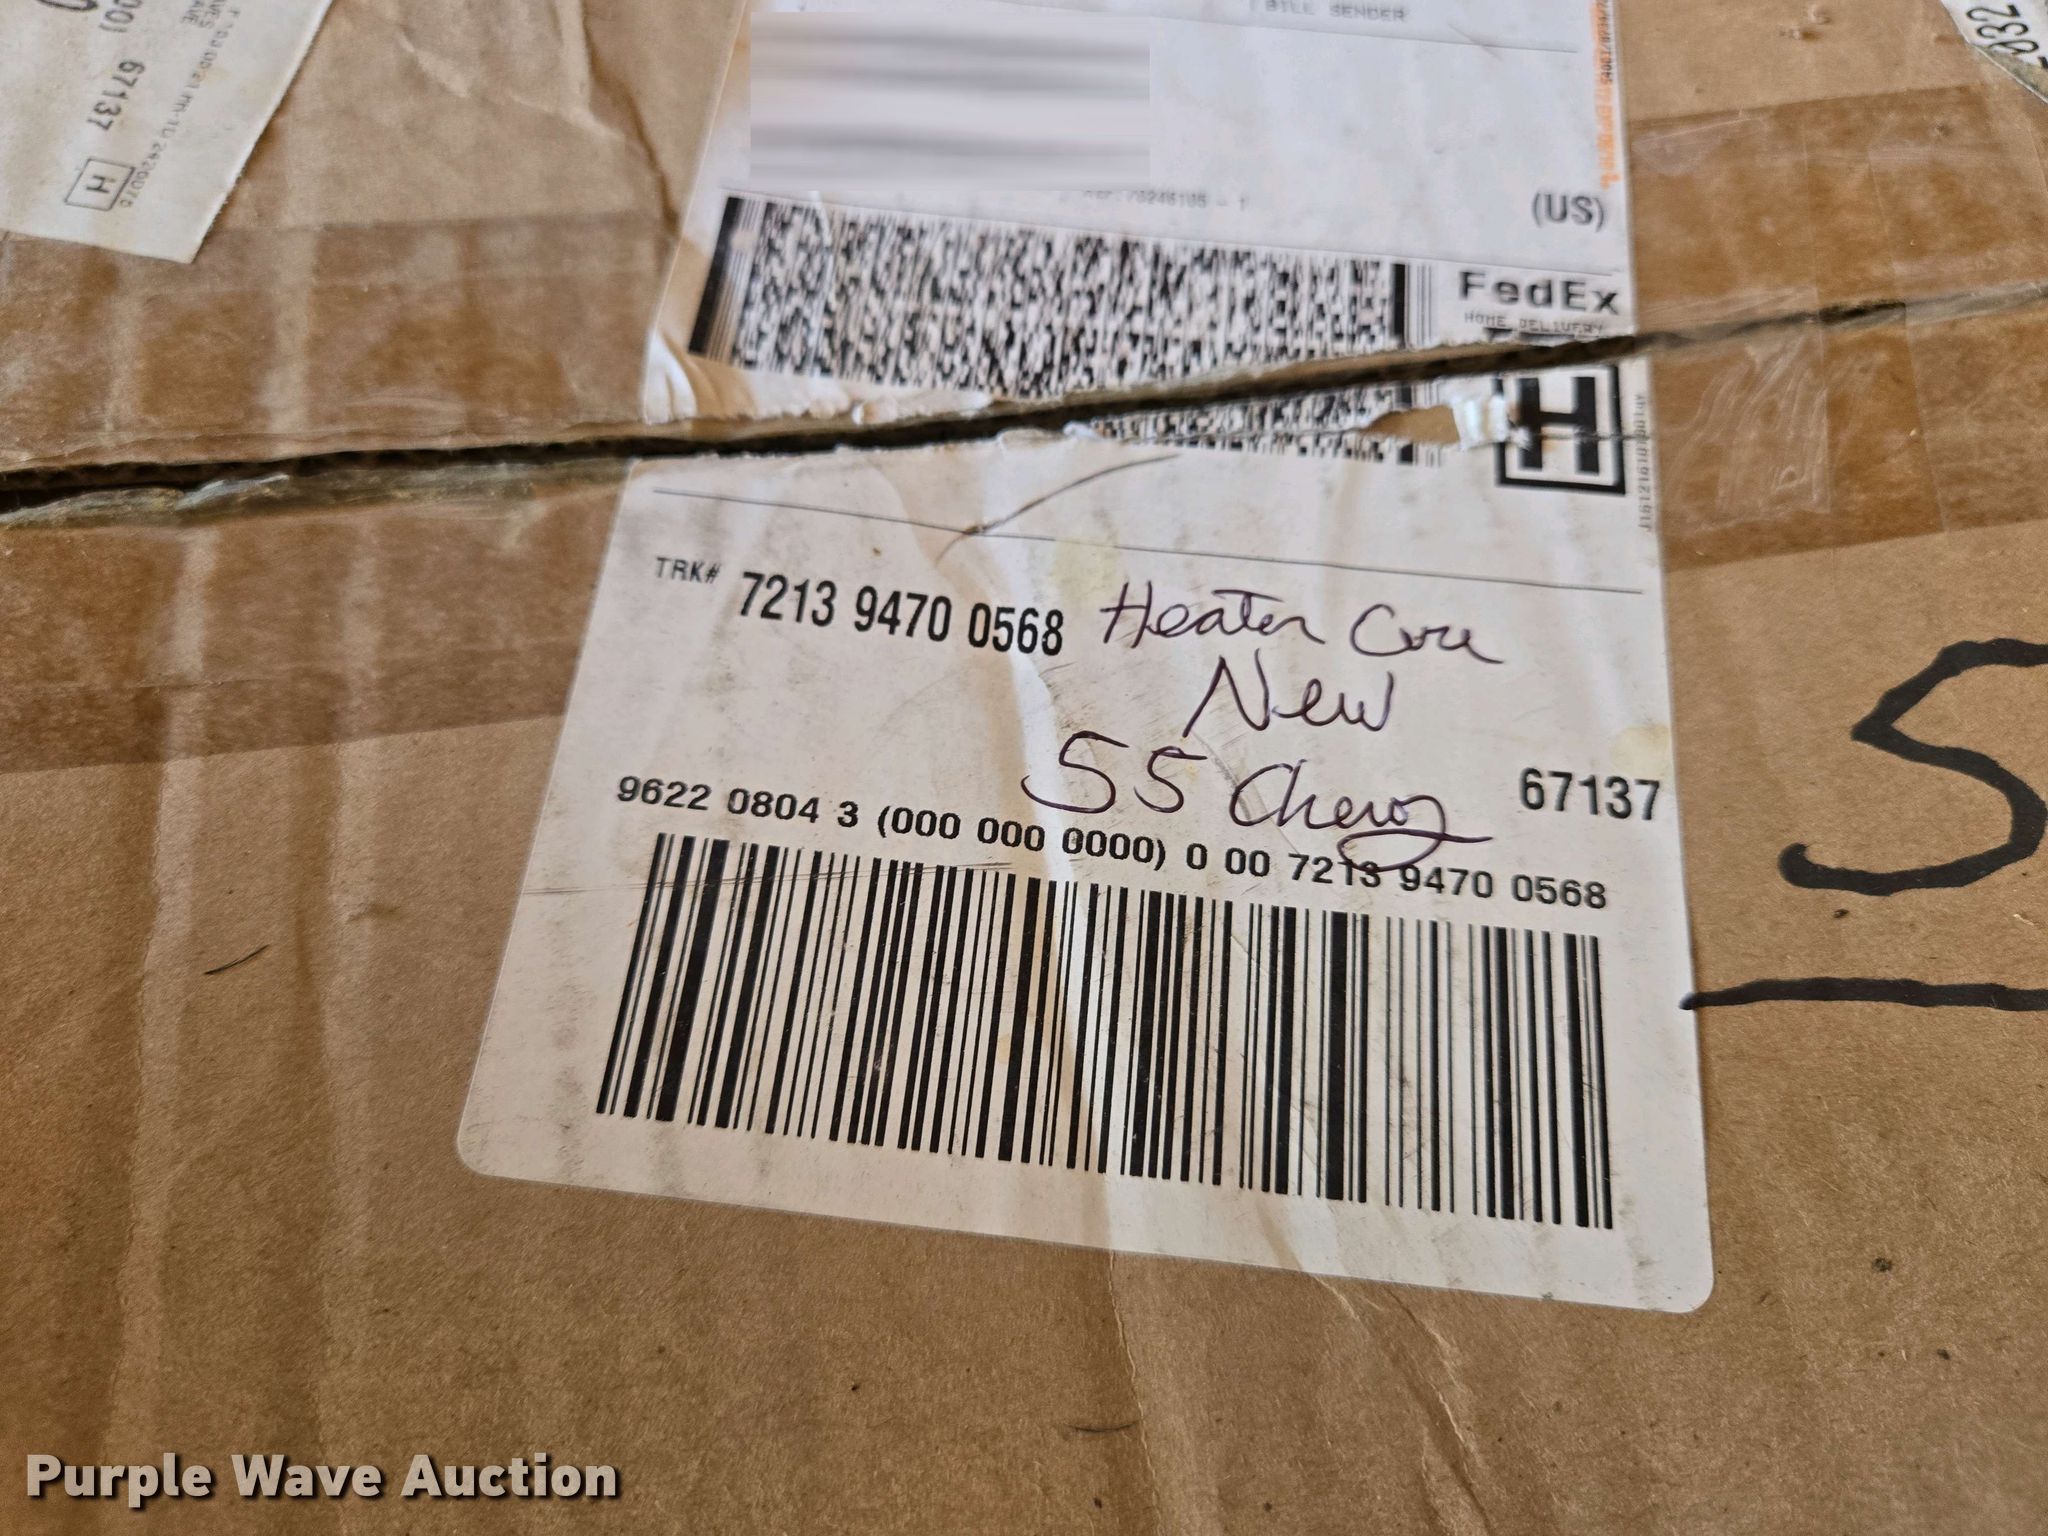 BILL SENDER
67137
H
(US)
FedEx
HOME DELIVERY
H
TRK# 7213 9470 0568
Heater Core
New
55 Chevy
67137
9622 0804 3 (000 000 0000) 0 00 7213 9470 0568
5
Purple Wave Auction